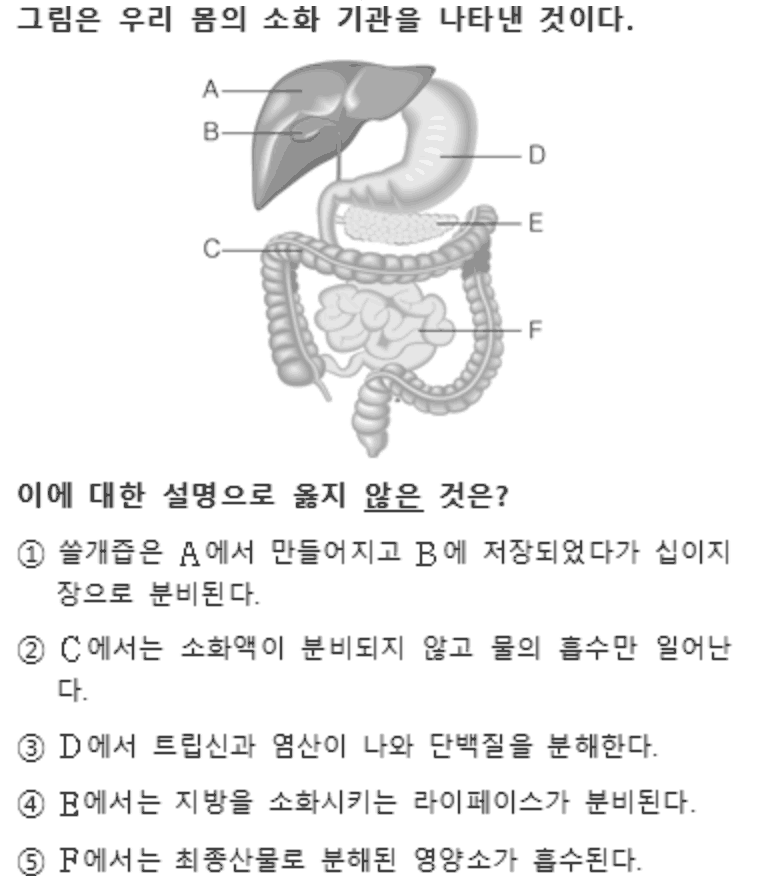 그림은 우리 몸의 소화 기관을 나타낸 것이다.
A
B
D
E
C
F
이에 대한 설명으로 옳지 않은 것은?
① 쓸개즙은 A에서 만들어지고 B에 저장되었다가 십이지
장으로 분비된다.
② C에서는 소화액이 분비되지 않고 물의 흡수만 일어난
다.
③ D에서 트립신과 염산이 나와 단백질을 분해한다.
④ E에서는 지방을 소화시키는 라이페이스가 분비된다.
⑤ F에서는 최종산물로 분해된 영양소가 흡수된다.